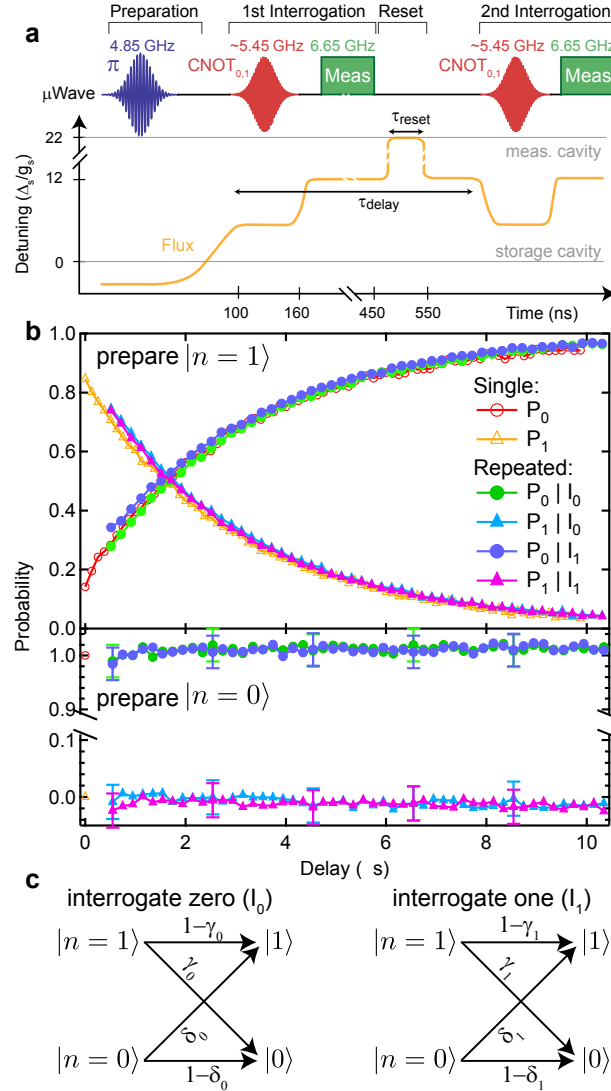 Preparation 1st Interrogation Reset 2nd Interrogation
a
4.85 GHz ~5.45 GHz 6.65 GHz ~5.45 GHz 6.65 GHz
π CNOT0,1 Meas CNOT0,1 Meas
μWave
τreset
22
meas. cavity
12
τdelay
Detuning (Δs/gs)
Flux
storage cavity
0
100 160 450 550 Time (ns)
b
1.0
prepare |n = 1⟩
0.8
Single:
P0
P1
0.6
Repeated:
P0 | I0
0.4
P1 | I0
P0 | I1
0.2
P1 | I1
Probability
0.0
1.0
prepare |n = 0⟩
0.9
0.1
0.0
0 2 4 6 8 10
Delay ( s)
c
interrogate zero (I0) interrogate one (I1)
1−γ0 1−γ1
|n = 1⟩ |1⟩ |n = 1⟩ |1⟩
γ0 γ1
δ0 δ1
|n = 0⟩ |0⟩ |n = 0⟩ |0⟩
1−δ0 1−δ1